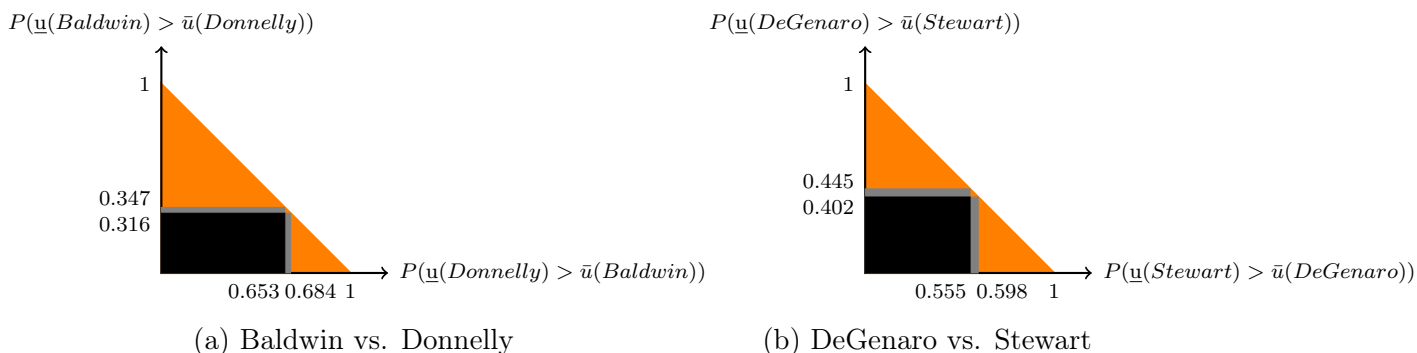 P(u̲(Baldwin) > ū(Donnelly))
1
0.347
0.316
0.653 0.684 1
P(u̲(Donnelly) > ū(Baldwin))
(a) Baldwin vs. Donnelly
P(u̲(DeGenaro) > ū(Stewart))
1
0.445
0.402
0.555 0.598 1
P(u̲(Stewart) > ū(DeGenaro))
(b) DeGenaro vs. Stewart